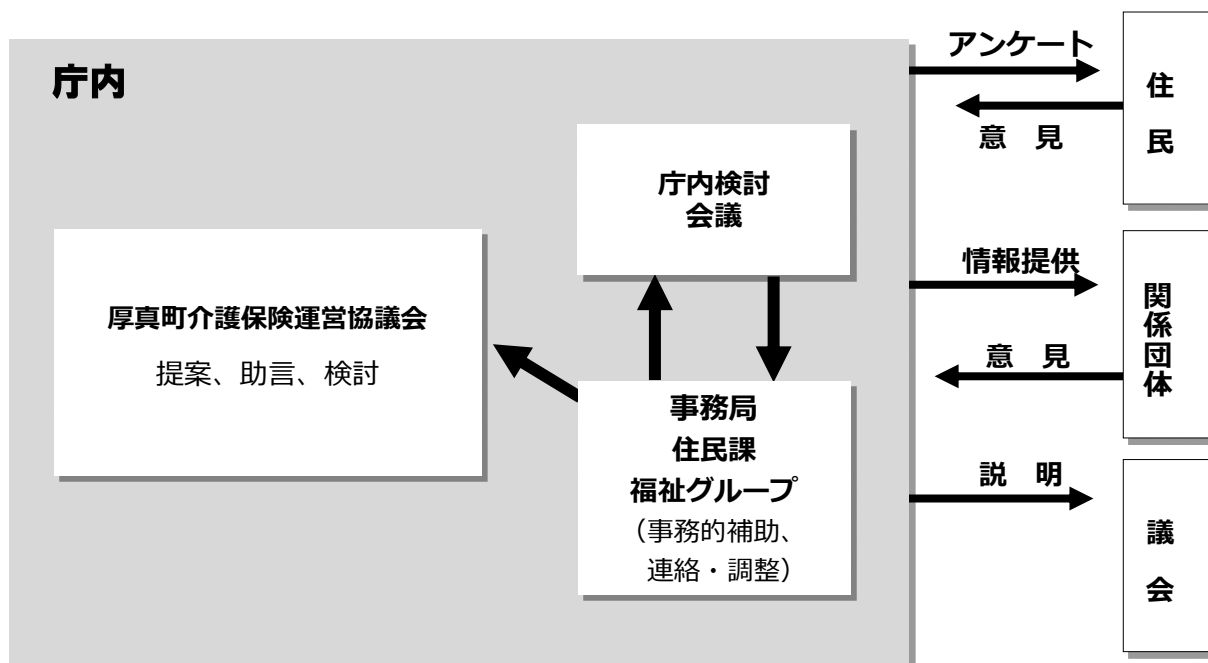 庁内
庁内検討
会議
厚真町介護保険運営協議会
提案、助言、検討
事務局
住民課
福祉グループ
（事務的補助、
連絡・調整）
アンケート
意　見
住民
情報提供
意　見
関係団体
説　明
議会